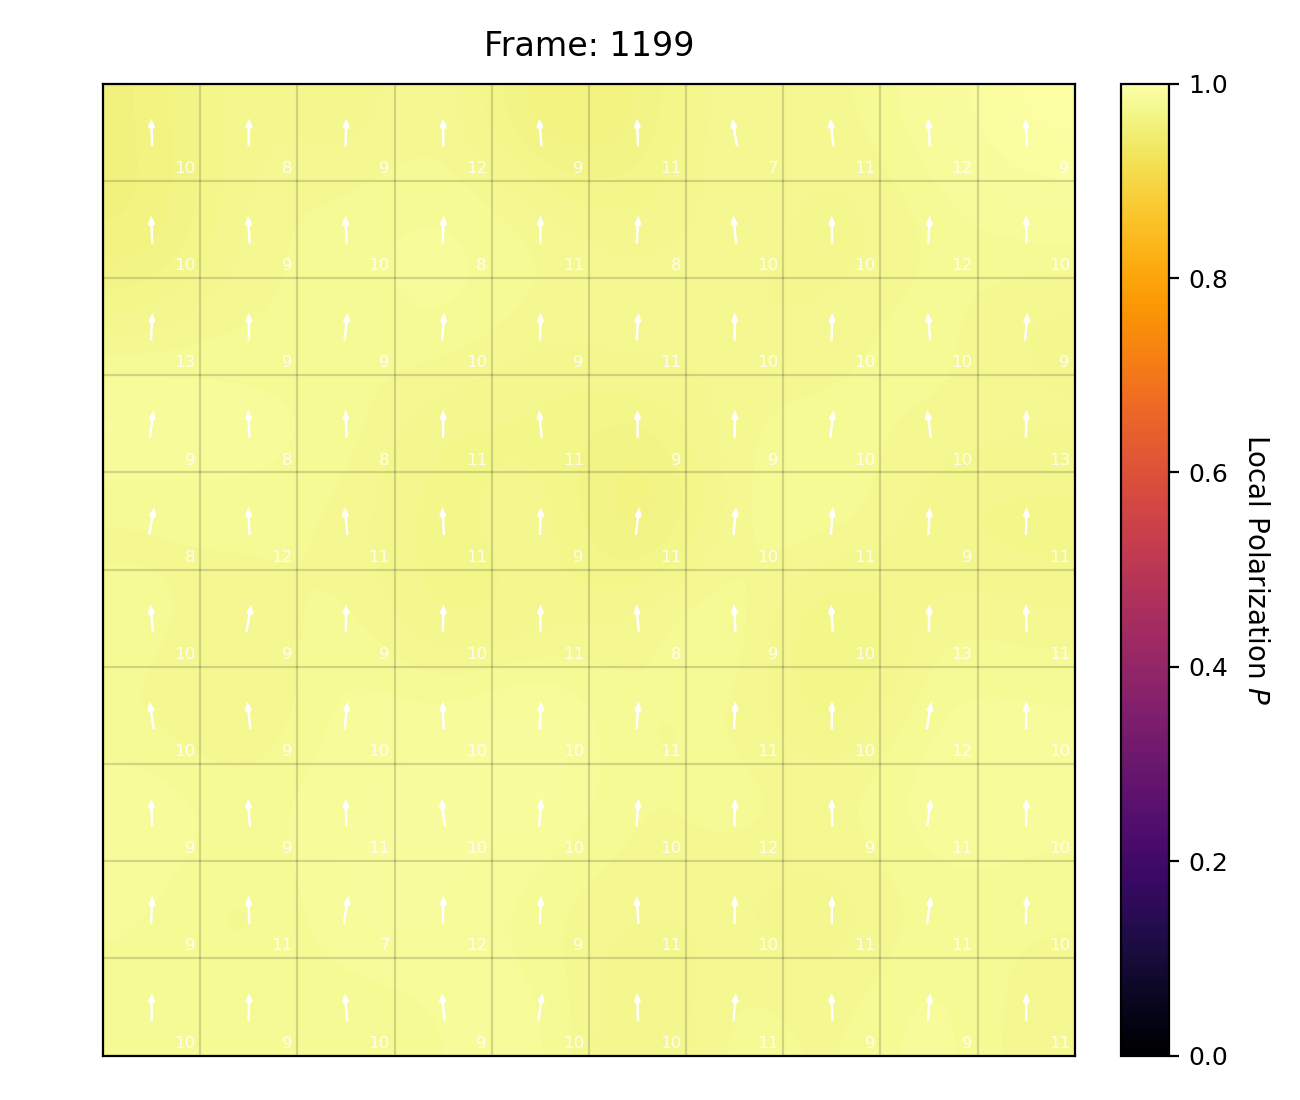 Frame: 1199
10 8 9 12 9 11 7 11 12 9
10 9 10 8 11 8 10 10 12 10
13 9 9 10 9 11 10 10 10 9
9 8 8 11 11 9 9 10 10 13
8 12 11 11 9 11 10 11 9 11
10 9 9 10 11 8 9 10 13 11
10 9 10 10 10 11 11 10 12 10
9 9 11 10 10 10 12 9 11 10
9 11 7 12 9 11 10 11 11 10
10 9 10 9 10 10 11 9 9 11
1.0
0.8
0.6
0.4
0.2
0.0
Local Polarization P